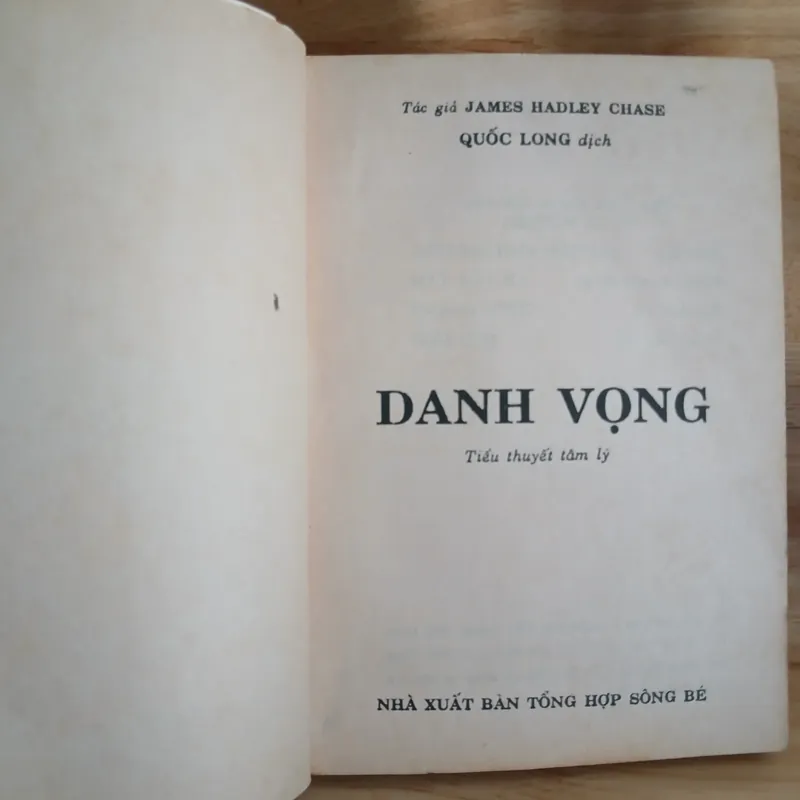 Tác giả JAMES HADLEY CHASE
QUỐC LONG dịch
DANH VỌNG
Tiểu thuyết tâm lý
NHÀ XUẤT BẢN TỔNG HỢP SÔNG BÉ